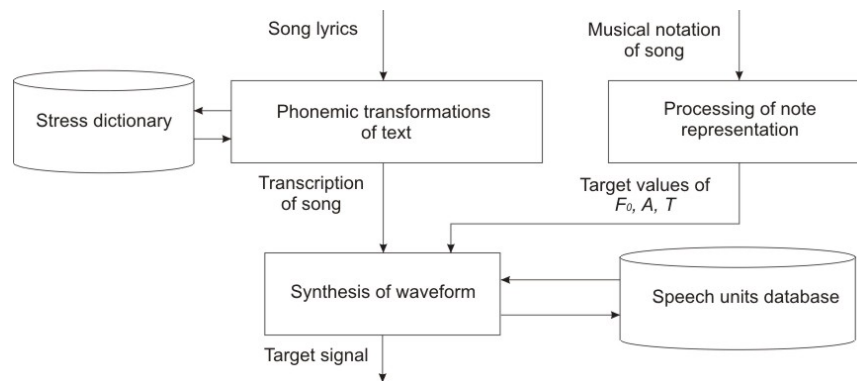 Song lyrics
Musical notation
of song
Stress dictionary
Phonemic transformations
of text
Processing of note
representation
Transcription
of song
Target values of
F₀, A, T
Synthesis of waveform
Speech units database
Target signal